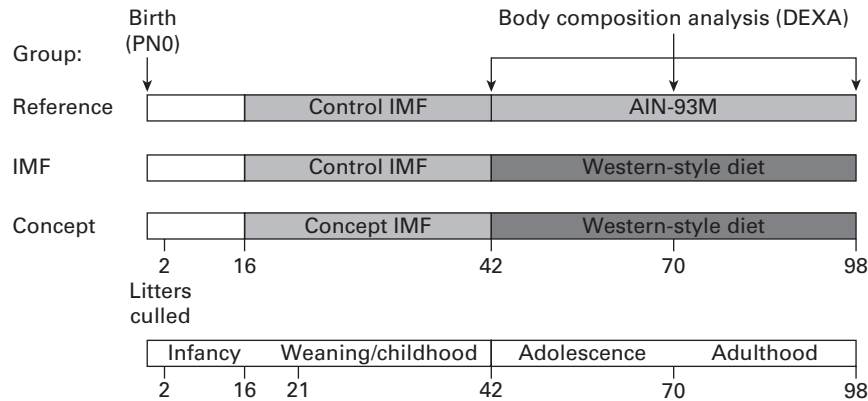 Birth
(PN0)
Body composition analysis (DEXA)
Group:
Reference
Control IMF
AIN-93M
IMF
Control IMF
Western-style diet
Concept
Concept IMF
Western-style diet
2 16 42 70 98
Litters
culled
Infancy Weaning/childhood Adolescence Adulthood
2 16 21 42 70 98